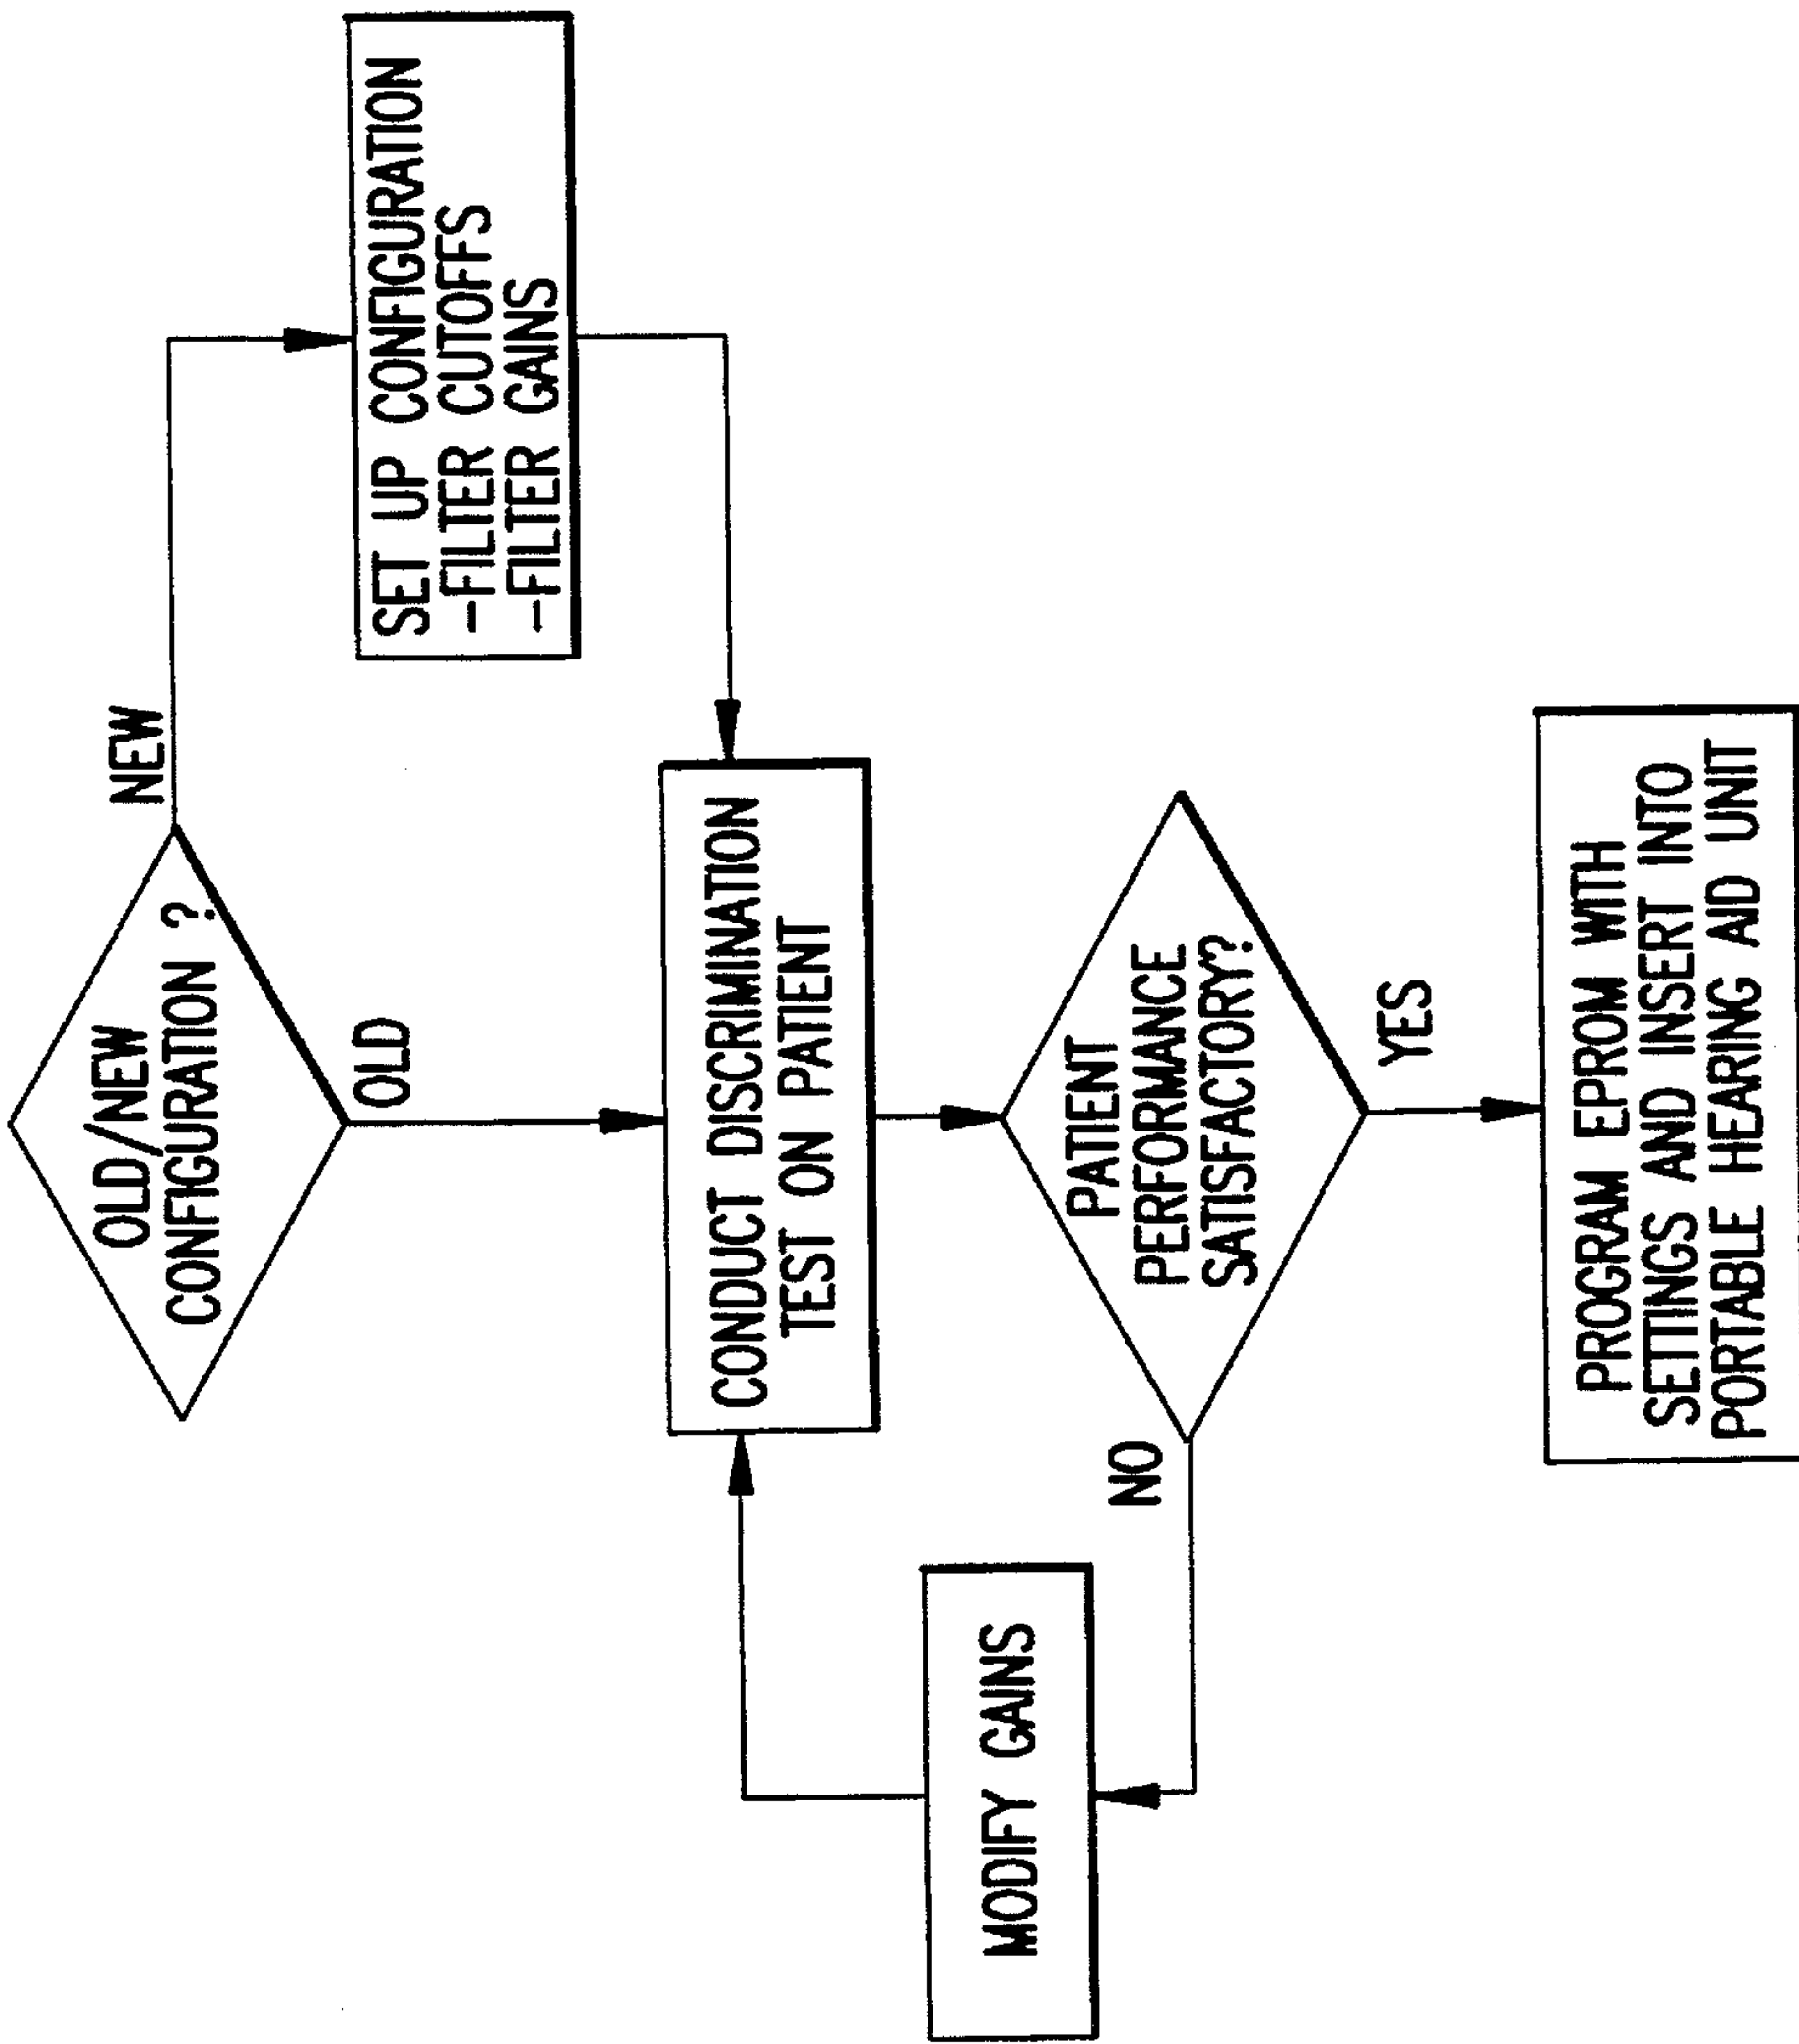 OLD/NEW
CONFIGURATION ?
NEW
OLD
SET UP CONFIGURATION
-FILTER CUTOFFS
-FILTER GAINS
CONDUCT DISCRIMINATION
TEST ON PATIENT
PATIENT
PERFORMANCE
SATISFACTORY?
NO
MODIFY GAINS
YES
PROGRAM EPROM WITH
SETTINGS AND INSERT INTO
PORTABLE HEARING AID UNIT